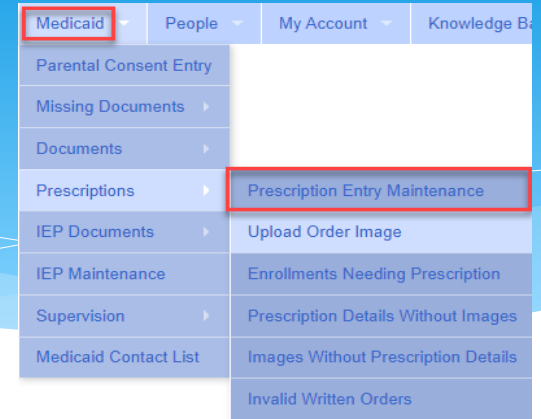 Medicaid People My Account Knowledge
Parental Consent Entry
Missing Documents
Documents
Prescriptions Prescription Entry Maintenance
IEP Documents Upload Order Image
IEP Maintenance Enrollments Needing Prescription
Supervision Prescription Details Without Images
Medicaid Contact List Images Without Prescription Details
Invalid Written Orders